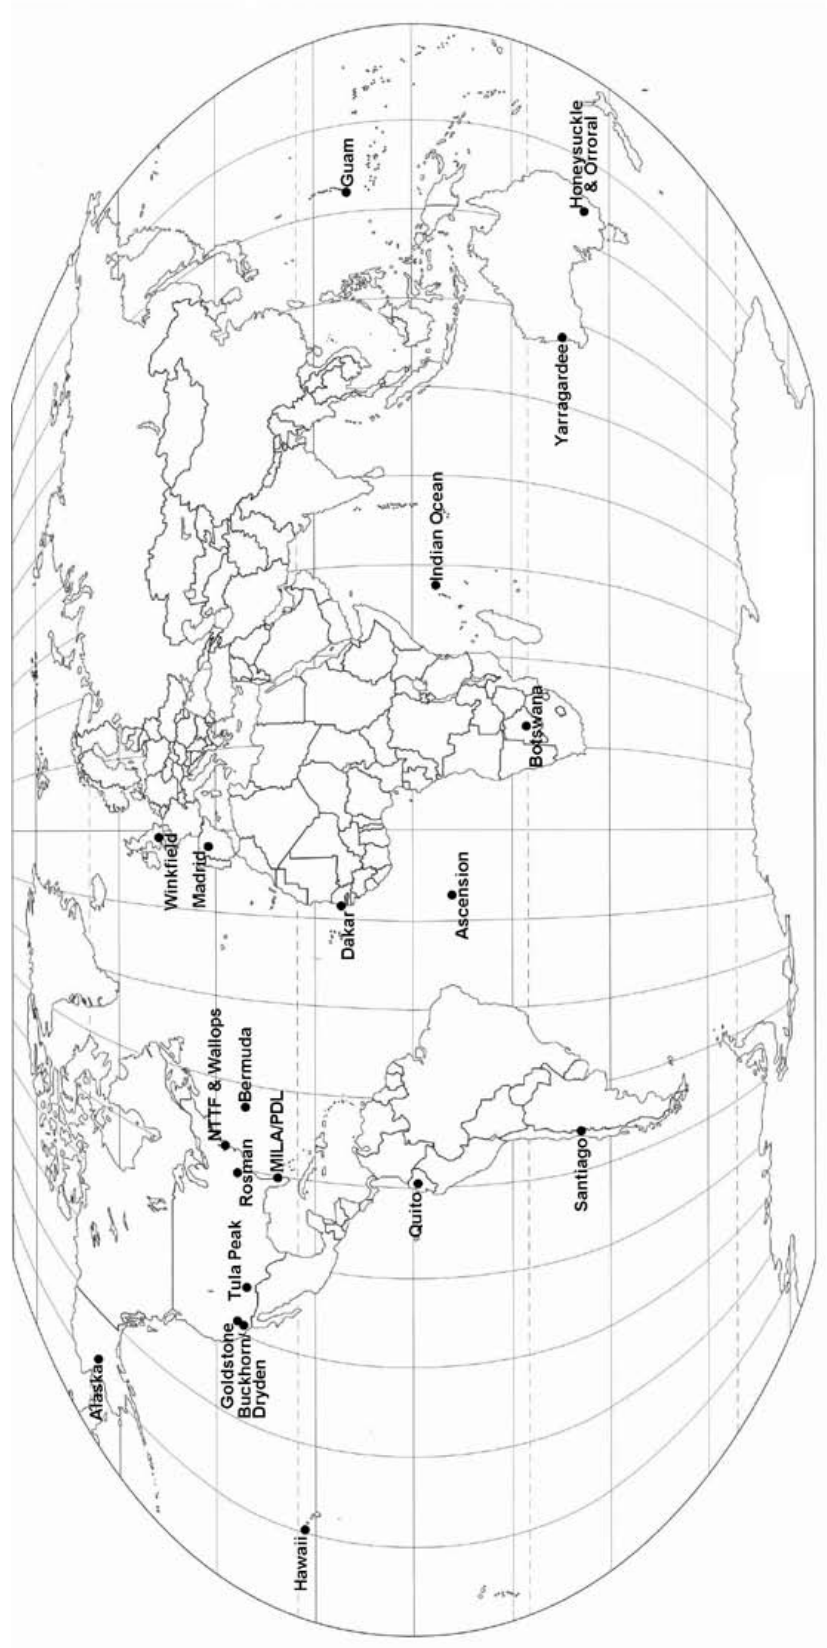 Alaska
Hawaii
Goldstone
Buckhorn/
Dryden
Tula Peak
Rosman
NTTF & Wallops
MILA/PDL
Bermuda
Quito
Santiago
Winkfield
Madrid
Dakar
Ascension
Botswana
Indian Ocean
Guam
Yarragardee
Honeysuckle
& Orroral